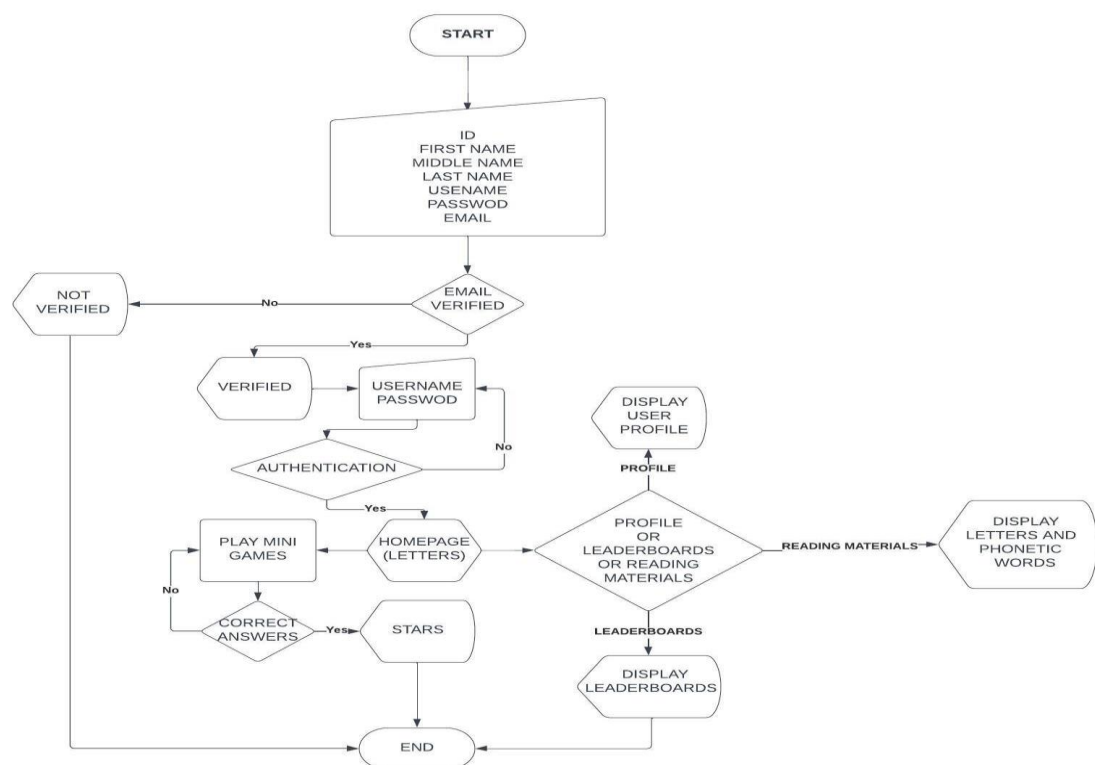 START
ID
FIRST NAME
MIDDLE NAME
LAST NAME
USENAME
PASSWOD
EMAIL
NOT
VERIFIED
No
EMAIL
VERIFIED
Yes
VERIFIED
USERNAME
PASSWOD
DISPLAY
USER
PROFILE
No
AUTHENTICATION
PROFILE
Yes
PLAY MINI
GAMES
HOMEPAGE
(LETTERS)
PROFILE
OR
LEADERBOARDS
OR READING
MATERIALS
READING MATERIALS
DISPLAY
LETTERS AND
PHONETIC
WORDS
No
CORRECT
ANSWERS
Yes
STARS
LEADERBOARDS
DISPLAY
LEADERBOARDS
END